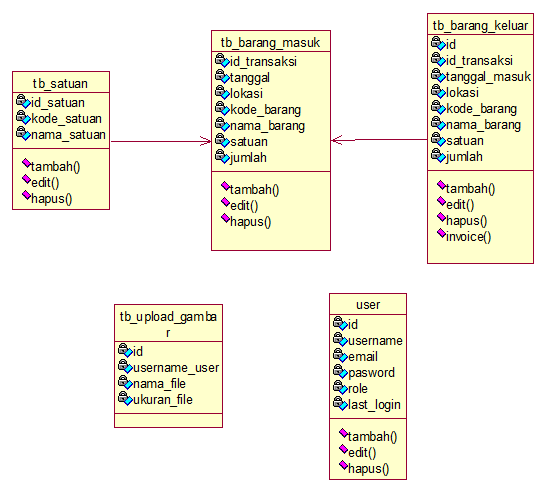 tb_satuan
id_satuan
kode_satuan
nama_satuan
tambah()
edit()
hapus()
tb_barang_masuk
id_transaksi
tanggal
lokasi
kode_barang
nama_barang
satuan
jumlah
tambah()
edit()
hapus()
tb_barang_keluar
id
id_transaksi
tanggal_masuk
lokasi
kode_barang
nama_barang
satuan
jumlah
tambah()
edit()
hapus()
invoice()
tb_upload_gamba
r
id
username_user
nama_file
ukuran_file
user
id
username
email
pasword
role
last_login
tambah()
edit()
hapus()